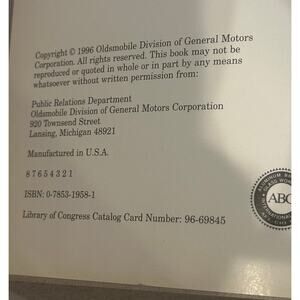 Copyright © 1996 Oldsmobile Division of General Motors
Corporation. All rights reserved. This book may not be
reproduced or quoted in whole or in part by any means
whatsoever without written permission from:
Public Relations Department
Oldsmobile Division of General Motors Corporation
920 Townsend Street
Lansing, Michigan 48921
Manufactured in U.S.A.
8 7 6 5 4 3 2 1
ISBN: 0-7853-1958-1
Library of Congress Catalog Card Number: 96-69845
ABC